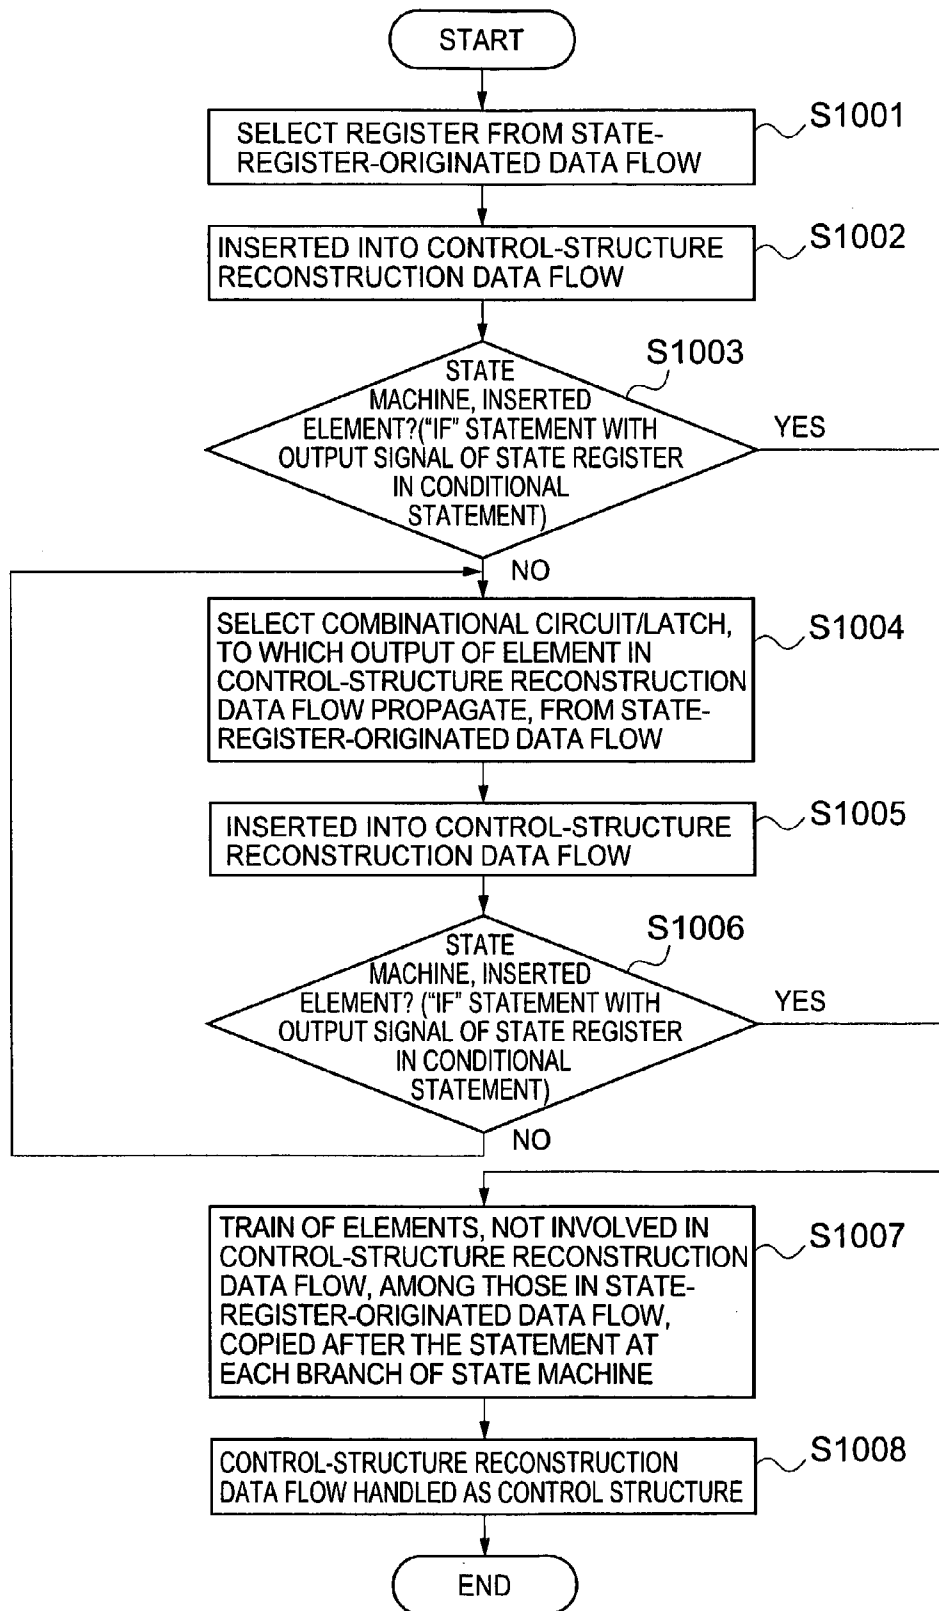 START
S1001
SELECT REGISTER FROM STATE-
REGISTER-ORIGINATED DATA FLOW
S1002
INSERTED INTO CONTROL-STRUCTURE
RECONSTRUCTION DATA FLOW
S1003
STATE
MACHINE, INSERTED
ELEMENT?("IF" STATEMENT WITH
OUTPUT SIGNAL OF STATE REGISTER
IN CONDITIONAL
STATEMENT)
YES
NO
S1004
SELECT COMBINATIONAL CIRCUIT/LATCH,
TO WHICH OUTPUT OF ELEMENT IN
CONTROL-STRUCTURE RECONSTRUCTION
DATA FLOW PROPAGATE, FROM STATE-
REGISTER-ORIGINATED DATA FLOW
S1005
INSERTED INTO CONTROL-STRUCTURE
RECONSTRUCTION DATA FLOW
S1006
STATE
MACHINE, INSERTED
ELEMENT? ("IF" STATEMENT WITH
OUTPUT SIGNAL OF STATE REGISTER
IN CONDITIONAL
STATEMENT)
YES
NO
S1007
TRAIN OF ELEMENTS, NOT INVOLVED IN
CONTROL-STRUCTURE RECONSTRUCTION
DATA FLOW, AMONG THOSE IN STATE-
REGISTER-ORIGINATED DATA FLOW,
COPIED AFTER THE STATEMENT AT
EACH BRANCH OF STATE MACHINE
S1008
CONTROL-STRUCTURE RECONSTRUCTION
DATA FLOW HANDLED AS CONTROL STRUCTURE
END